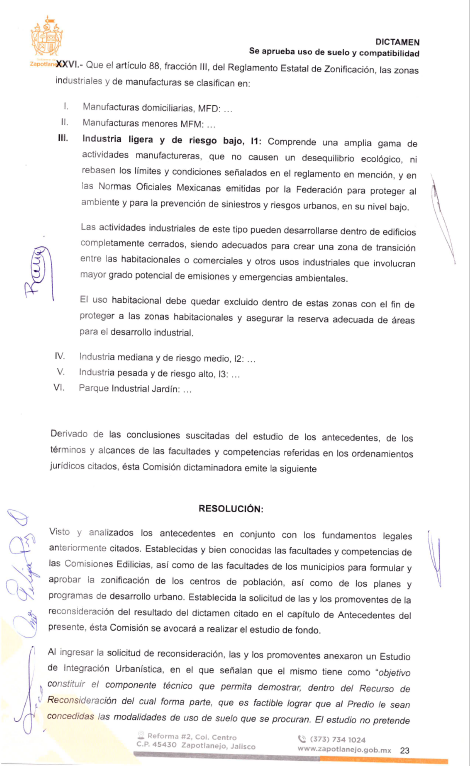 DICTAMEN
Se aprueba uso de suelo y compatibilidad
Zapotlanejo
XXVI.- Que el artículo 88, fracción III, del Reglamento Estatal de Zonificación, las zonas
industriales y de manufacturas se clasifican en:
I. Manufacturas domiciliarias, MFD: ...
II. Manufacturas menores MFM: ...
III. Industria ligera y de riesgo bajo, I1: Comprende una amplia gama de
actividades manufactureras, que no causen un desequilibrio ecológico, ni
rebasen los límites y condiciones señalados en el reglamento en mención, y en
las Normas Oficiales Mexicanas emitidas por la Federación para proteger al
ambiente y para la prevención de siniestros y riesgos urbanos, en su nivel bajo.
Las actividades industriales de este tipo pueden desarrollarse dentro de edificios
completamente cerrados, siendo adecuados para crear una zona de transición
entre las habitacionales o comerciales y otros usos industriales que involucran
mayor grado potencial de emisiones y emergencias ambientales.
El uso habitacional debe quedar excluido dentro de estas zonas con el fin de
proteger a las zonas habitacionales y asegurar la reserva adecuada de áreas
para el desarrollo industrial.
IV. Industria mediana y de riesgo medio, I2: ...
V. Industria pesada y de riesgo alto, I3: ...
VI. Parque Industrial Jardín: ...
Derivado de las conclusiones suscitadas del estudio de los antecedentes, de los
términos y alcances de las facultades y competencias referidas en los ordenamientos
jurídicos citados, ésta Comisión dictaminadora emite la siguiente
RESOLUCIÓN:
Visto y analizados los antecedentes en conjunto con los fundamentos legales
anteriormente citados. Establecidas y bien conocidas las facultades y competencias de
las Comisiones Edilicias, así como de las facultades de los municipios para formular y
aprobar la zonificación de los centros de población, así como de los planes y
programas de desarrollo urbano. Establecida la solicitud de las y los promoventes de la
reconsideración del resultado del dictamen citado en el capítulo de Antecedentes del
presente, ésta Comisión se avocará a realizar el estudio de fondo.
Al ingresar la solicitud de reconsideración, las y los promoventes anexaron un Estudio
de Integración Urbanística, en el que señalan que el mismo tiene como "objetivo
constituir el componente técnico que permita demostrar, dentro del Recurso de
Reconsideración del cual forma parte, que es factible lograr que al Predio le sean
concedidas las modalidades de uso de suelo que se procuran. El estudio no pretende
Reforma #2, Col. Centro
C.P. 45430 Zapotlanejo, Jalisco
(373) 734 1024
www.zapotlanejo.gob.mx 23